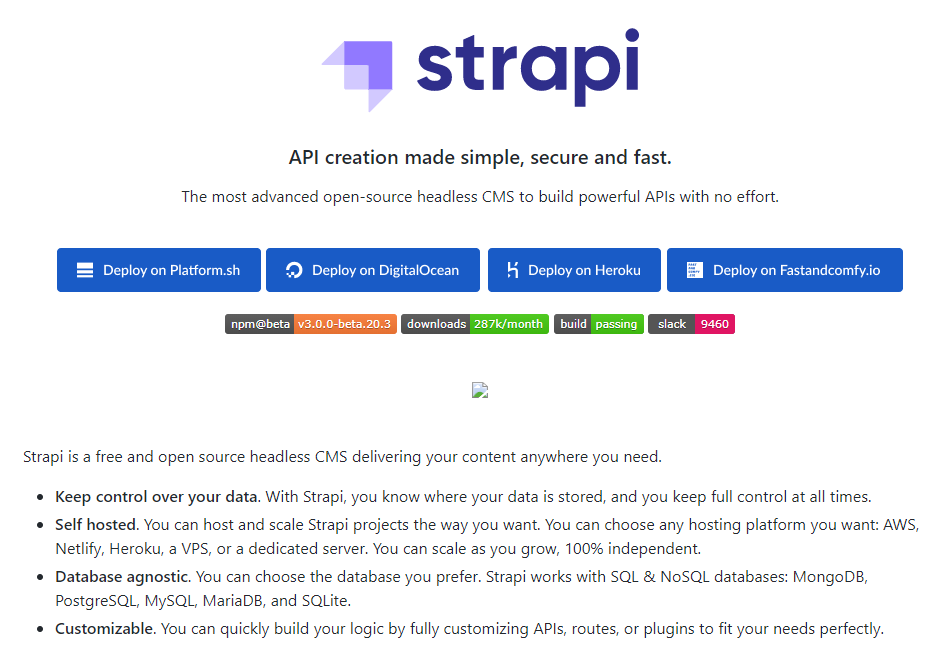 strapi
API creation made simple, secure and fast.
The most advanced open-source headless CMS to build powerful APIs with no effort.
Deploy on Platform.sh Deploy on DigitalOcean Deploy on Heroku FAST AND COMFY .IO Deploy on Fastandcomfy.io
npm@beta v3.0.0-beta.20.3 downloads 287k/month build passing slack 9460
Strapi is a free and open source headless CMS delivering your content anywhere you need.
• Keep control over your data. With Strapi, you know where your data is stored, and you keep full control at all times.
• Self hosted. You can host and scale Strapi projects the way you want. You can choose any hosting platform you want: AWS,
Netlify, Heroku, a VPS, or a dedicated server. You can scale as you grow, 100% independent.
• Database agnostic. You can choose the database you prefer. Strapi works with SQL & NoSQL databases: MongoDB,
PostgreSQL, MySQL, MariaDB, and SQLite.
• Customizable. You can quickly build your logic by fully customizing APIs, routes, or plugins to fit your needs perfectly.